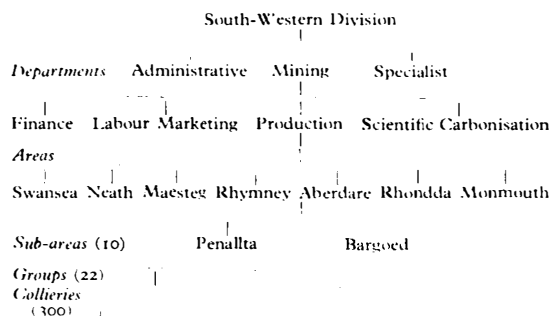 South-Western Division
Departments Administrative Mining Specialist
Finance Labour Marketing Production Scientific Carbonisation
Areas
Swansea Neath Maesteg Rhymney Aberdare Rhondda Monmouth
Sub-areas (10) Penallta Bargoed
Groups (22)
Collieries
(300)